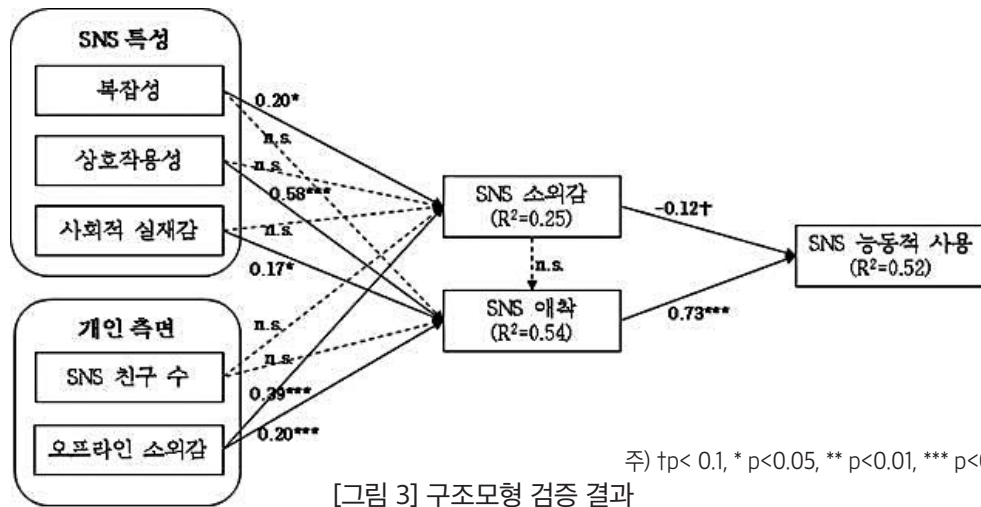 SNS 특성
복잡성
상호작용성
사회적 실재감
개인 측면
SNS 친구 수
오프라인 소외감
0.20*
n.s.
n.s.
0.58***
n.s.
0.17*
n.s.
n.s.
0.39***
0.20***
SNS 소외감
(R²=0.25)
n.s.
SNS 애착
(R²=0.54)
-0.12†
0.73***
SNS 능동적 사용
(R²=0.52)
주) †p< 0.1, * p<0.05, ** p<0.01, *** p<
[그림 3] 구조모형 검증 결과